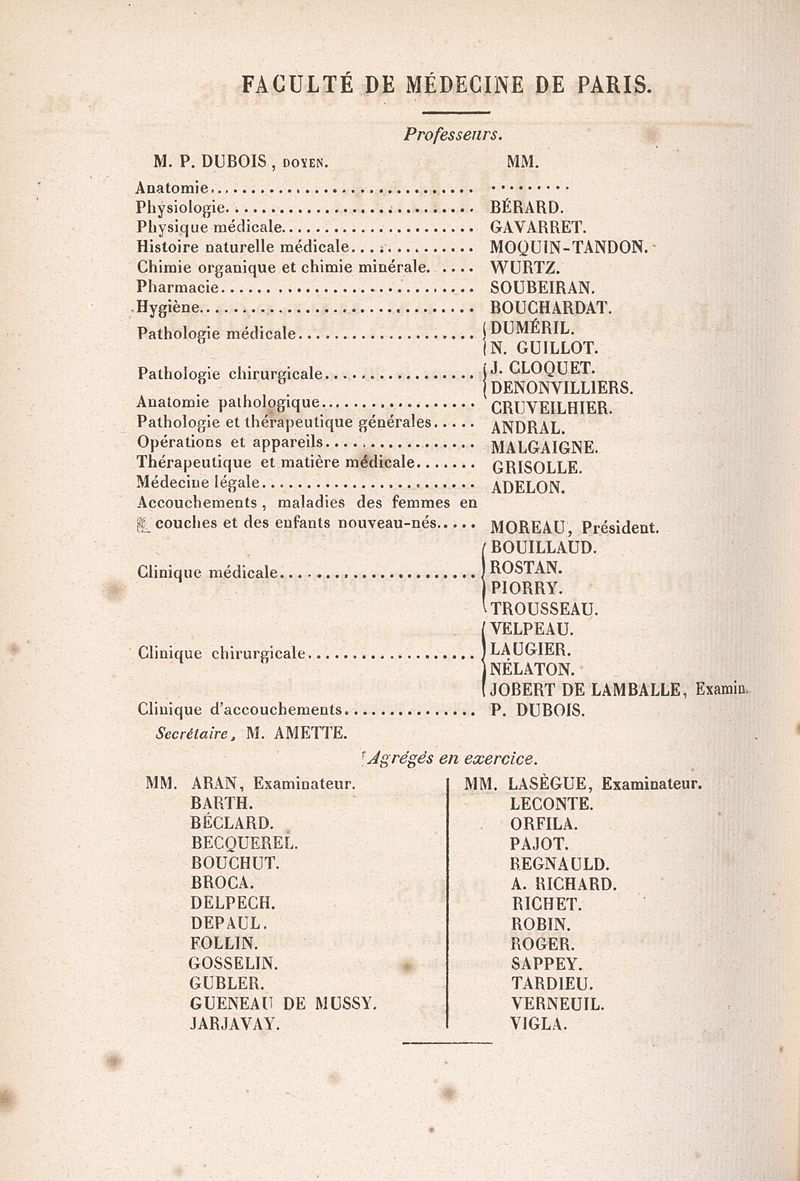 FACULTÉ DE MÉDECINE DE PARIS.
Professeurs.
M. P. DUBOIS, DOYEN. MM.
Anatomie.............................. .........
Physiologie............................ BÉRARD.
Physique médicale...................... GAVARRET.
Histoire naturelle médicale............ MOQUIN-TANDON.
Chimie organique et chimie minérale. .... WURTZ.
Pharmacie............................ SOUBEIRAN.
Hygiène.............................. BOUCHARDAT.
Pathologie médicale.................... DUMÉRIL.
N. GUILLOT.
Pathologie chirurgicale................ J. CLOQUET.
DENONVILLIERS.
Anatomie pathologique................. CRUVEILHIER.
Pathologie et thérapeutique générales..... ANDRAL.
Opérations et appareils................. MALGAIGNE.
Thérapeutique et matière médicale....... GRISOLLE.
Médecine légale........................ ADELON.
Accouchements, maladies des femmes en
couches et des enfants nouveau-nés..... MOREAU, Président.
BOUILLAUD.
Clinique médicale...................... ROSTAN.
PIORRY.
TROUSSEAU.
VELPEAU.
Clinique chirurgicale................... LAUGIER.
NÉLATON.
JOBERT DE LAMBALLE, Examin.
Clinique d'accouchements............... P. DUBOIS.
Secrétaire, M. AMETTE.
Agrégés en exercice.
MM. ARAN, Examinateur.
BARTH.
BÉCLARD.
BECQUEREL.
BOUCHUT.
BROCA.
DELPECH.
DEPAUL.
FOLLIN.
GOSSELIN.
GUBLER.
GUENEAU DE MUSSY.
JARJAVAY.
MM. LASÈGUE, Examinateur.
LECONTE.
ORFILA.
PAJOT.
REGNAULD.
A. RICHARD.
RICHET.
ROBIN.
ROGER.
SAPPEY.
TARDIEU.
VERNEUIL.
VIGLA.